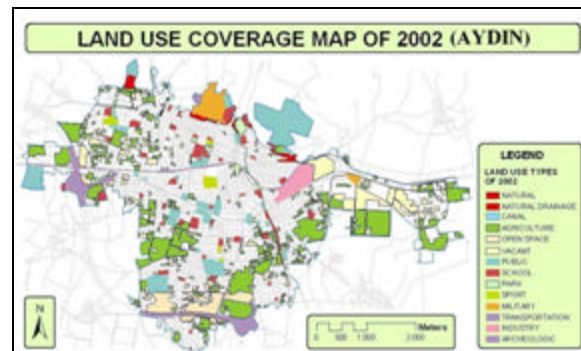 LAND USE COVERAGE MAP OF 2002 (AYDIN)
LEGEND
LAND USE TYPES
OF 2002
NATURAL
NATURAL DRAINAGE
CANAL
AGRICULTURE
OPEN SPACE
VACANT
PUBLIC
SCHOOL
PARK
SPORT
MILITARY
TRANSPORTATION
INDUSTRY
ARCHEOLOGIC
N
Meters
0 500 1.000 2.000